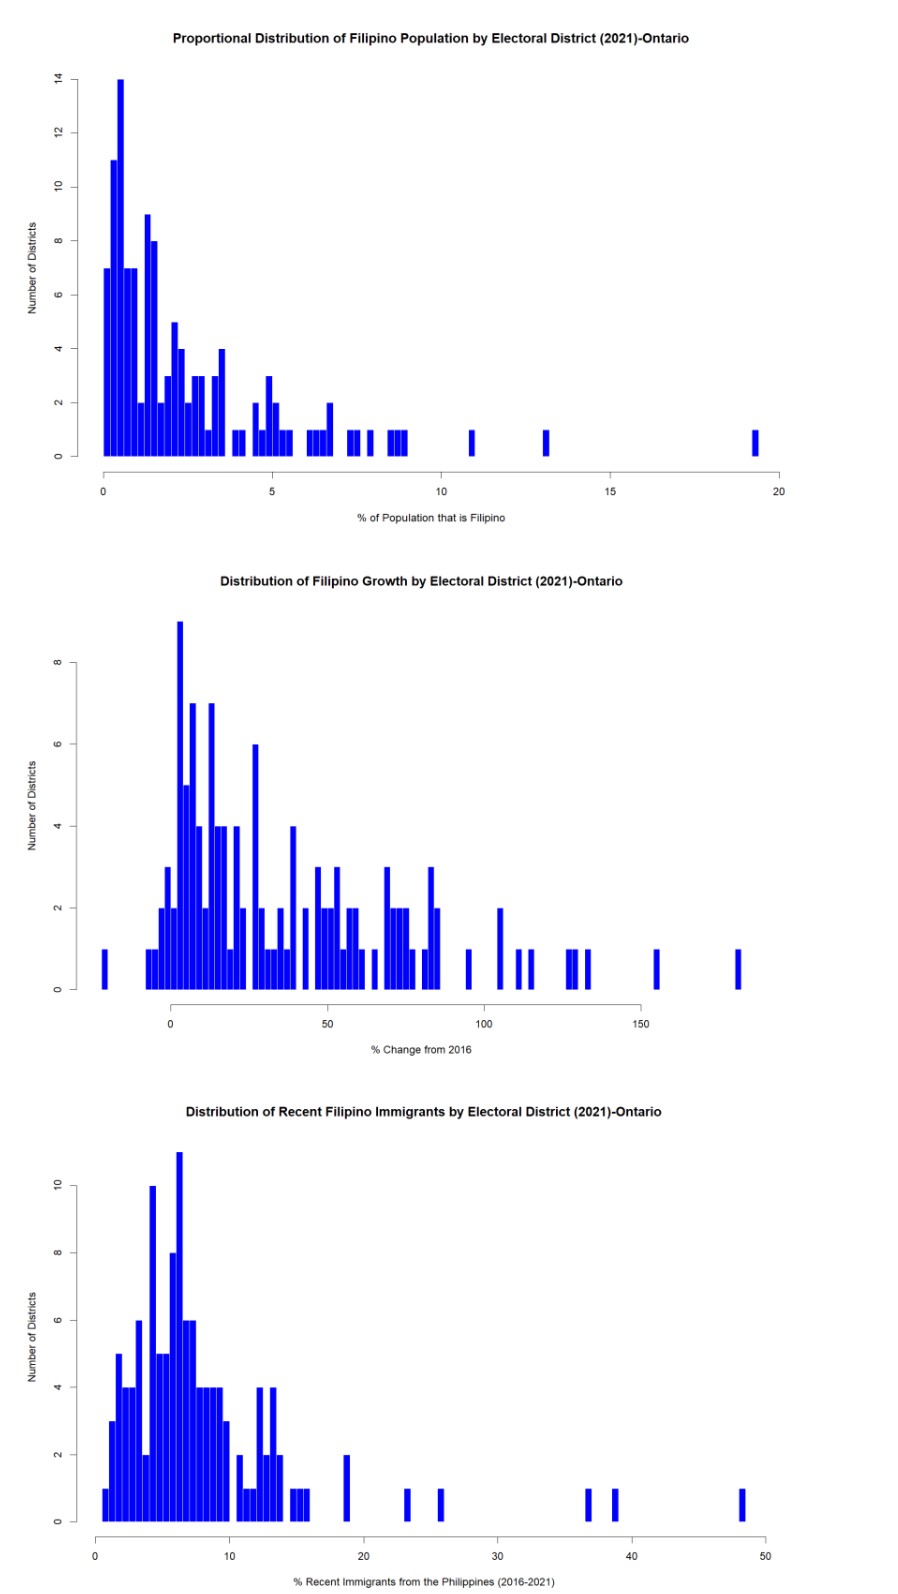 Proportional Distribution of Filipino Population by Electoral District (2021)-Ontario
Number of Districts
14
12
10
8
6
4
2
0
0 5 10 15 20
% of Population that is Filipino
Distribution of Filipino Growth by Electoral District (2021)-Ontario
Number of Districts
8
6
4
2
0
0 50 100 150
% Change from 2016
Distribution of Recent Filipino Immigrants by Electoral District (2021)-Ontario
Number of Districts
10
8
6
4
2
0
0 10 20 30 40 50
% Recent Immigrants from the Philippines (2016-2021)